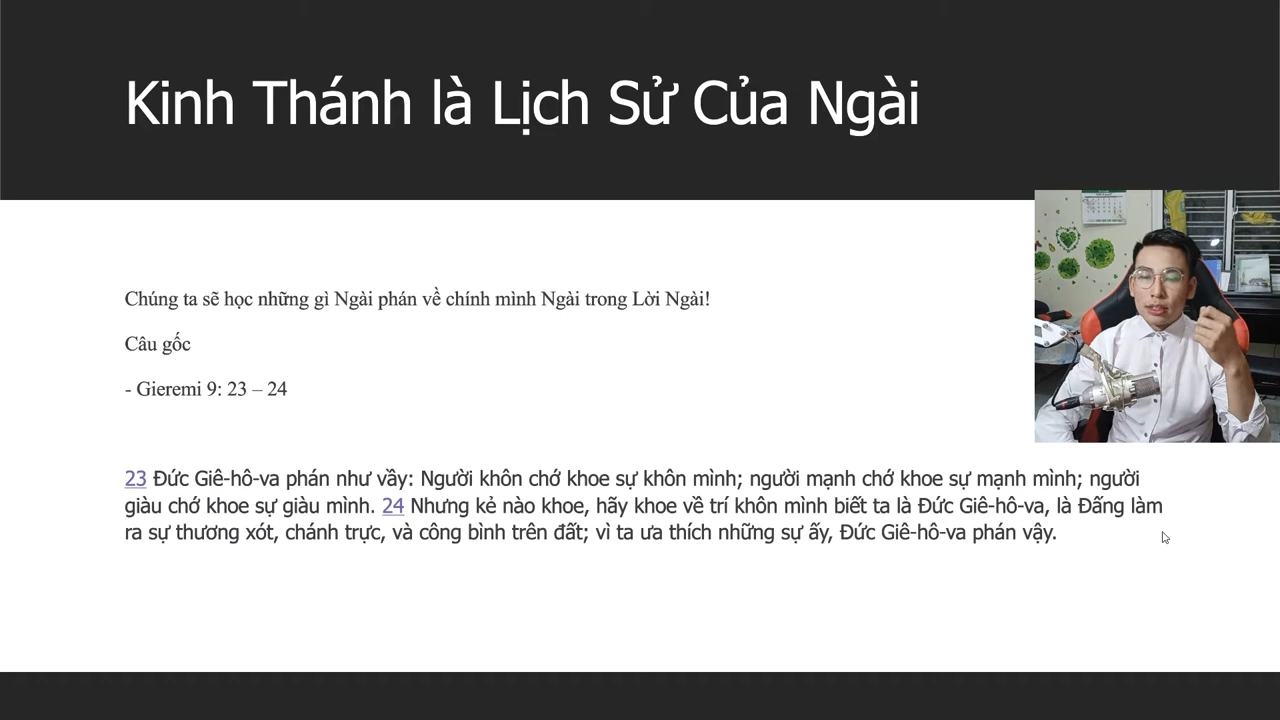 Kinh Thánh là Lịch Sử Của Ngài
Chúng ta sẽ học những gì Ngài phán về chính mình Ngài trong Lời Ngài!
Câu gốc
- Gieremi 9: 23 – 24
23 Đức Giê-hô-va phán như vầy: Người khôn chớ khoe sự khôn mình; người mạnh chớ khoe sự mạnh mình; người
giàu chớ khoe sự giàu mình. 24 Nhưng kẻ nào khoe, hãy khoe về trí khôn mình biết ta là Đức Giê-hô-va, là Đấng làm
ra sự thương xót, chánh trực, và công bình trên đất; vì ta ưa thích những sự ấy, Đức Giê-hô-va phán vậy.